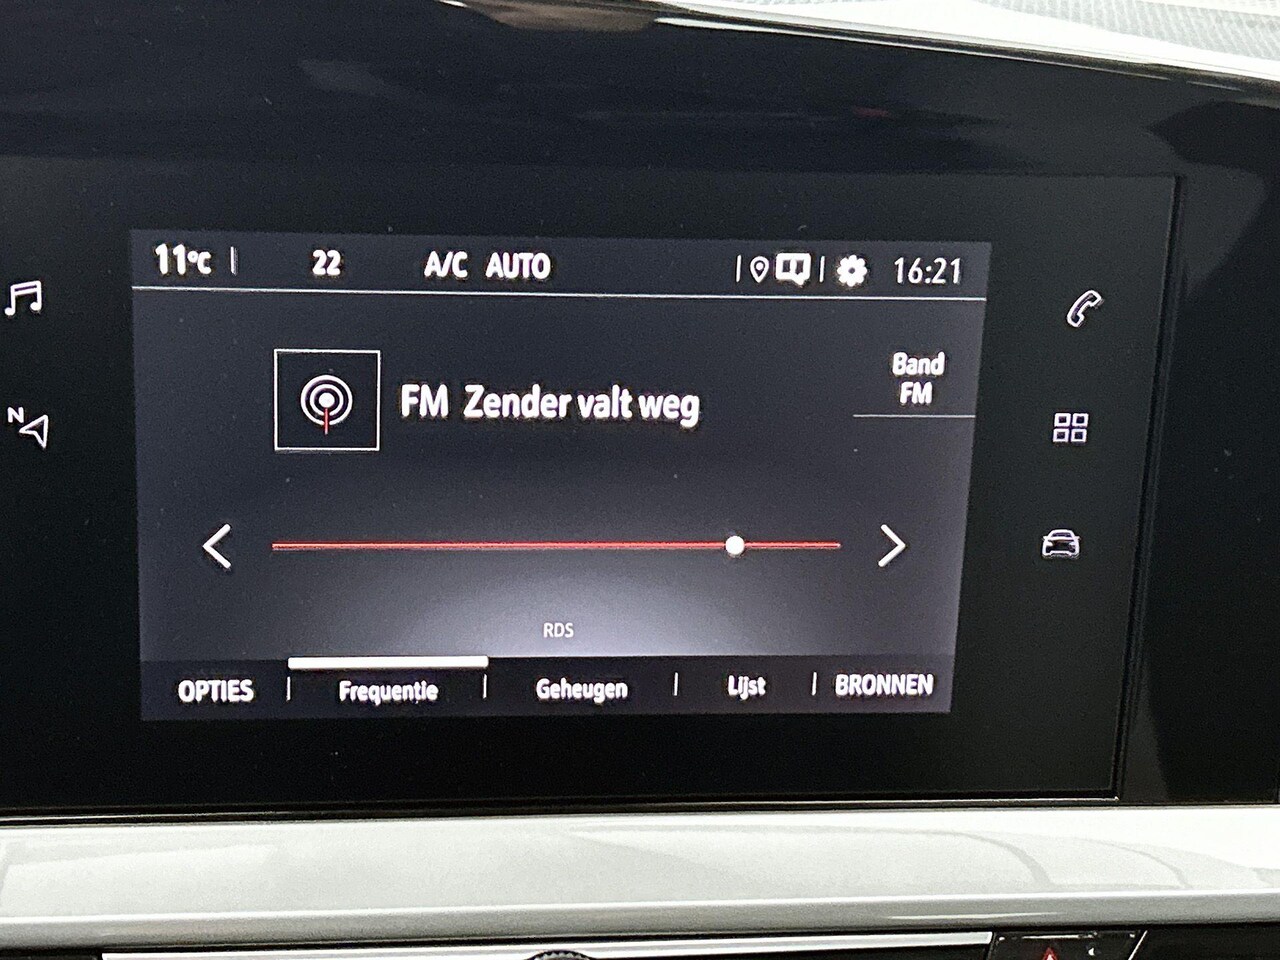 11°C 22 A/C AUTO 16:21
Band
FM
FM Zender valt weg
N
RDS
OPTIES Frequentie Geheugen Lijst BRONNEN